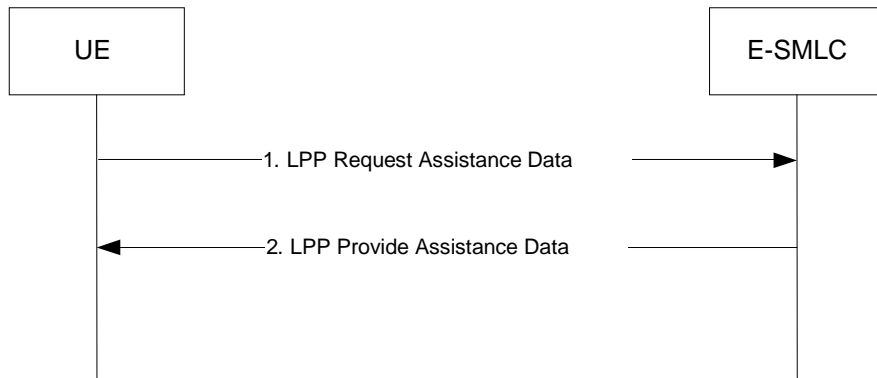 UE
E-SMLC
1. LPP Request Assistance Data
2. LPP Provide Assistance Data